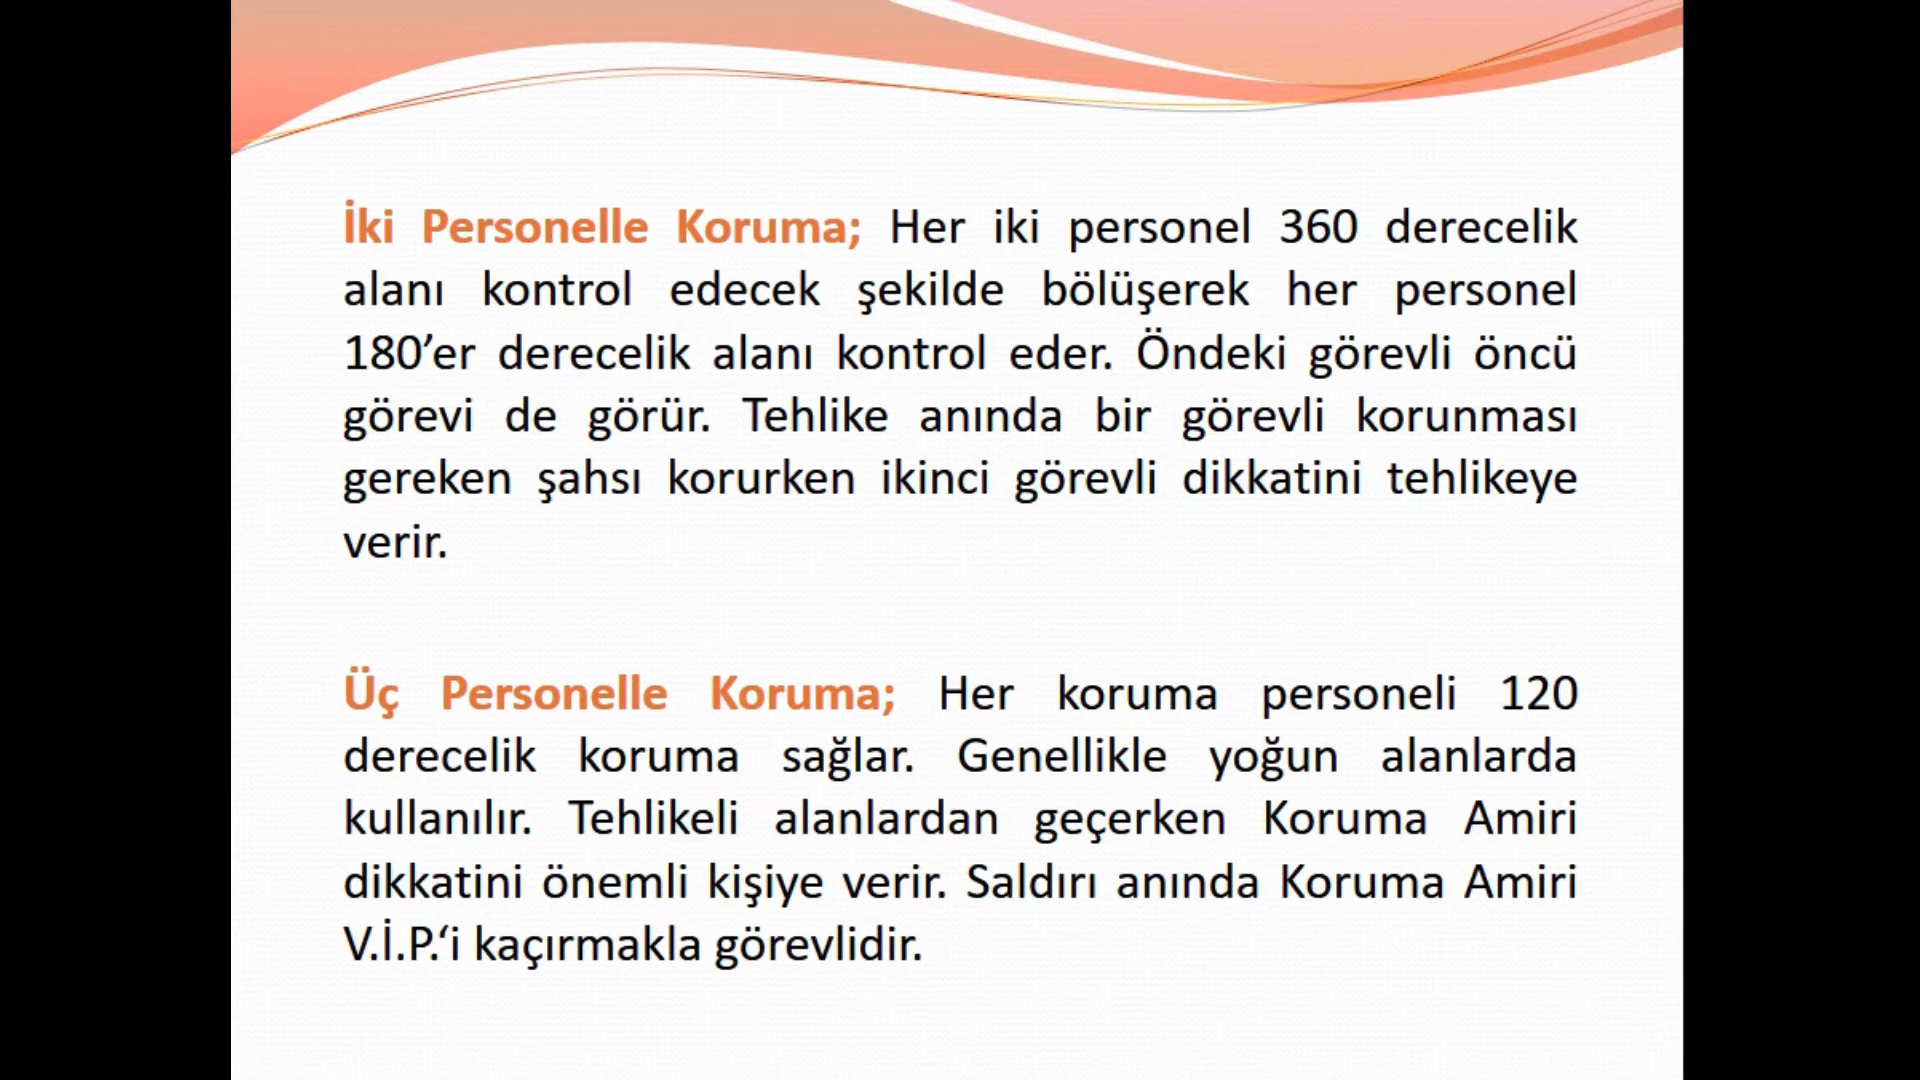 İki Personelle Koruma; Her iki personel 360 derecelik
alanı kontrol edecek şekilde bölüşerek her personel
180’er derecelik alanı kontrol eder. Öndeki görevli öncü
görevi de görür. Tehlike anında bir görevli korunması
gereken şahsı korurken ikinci görevli dikkatini tehlikeye
verir.
Üç Personelle Koruma; Her koruma personeli 120
derecelik koruma sağlar. Genellikle yoğun alanlarda
kullanılır. Tehlikeli alanlardan geçerken Koruma Amiri
dikkatini önemli kişiye verir. Saldırı anında Koruma Amiri
V.İ.P.‘i kaçırmakla görevlidir.